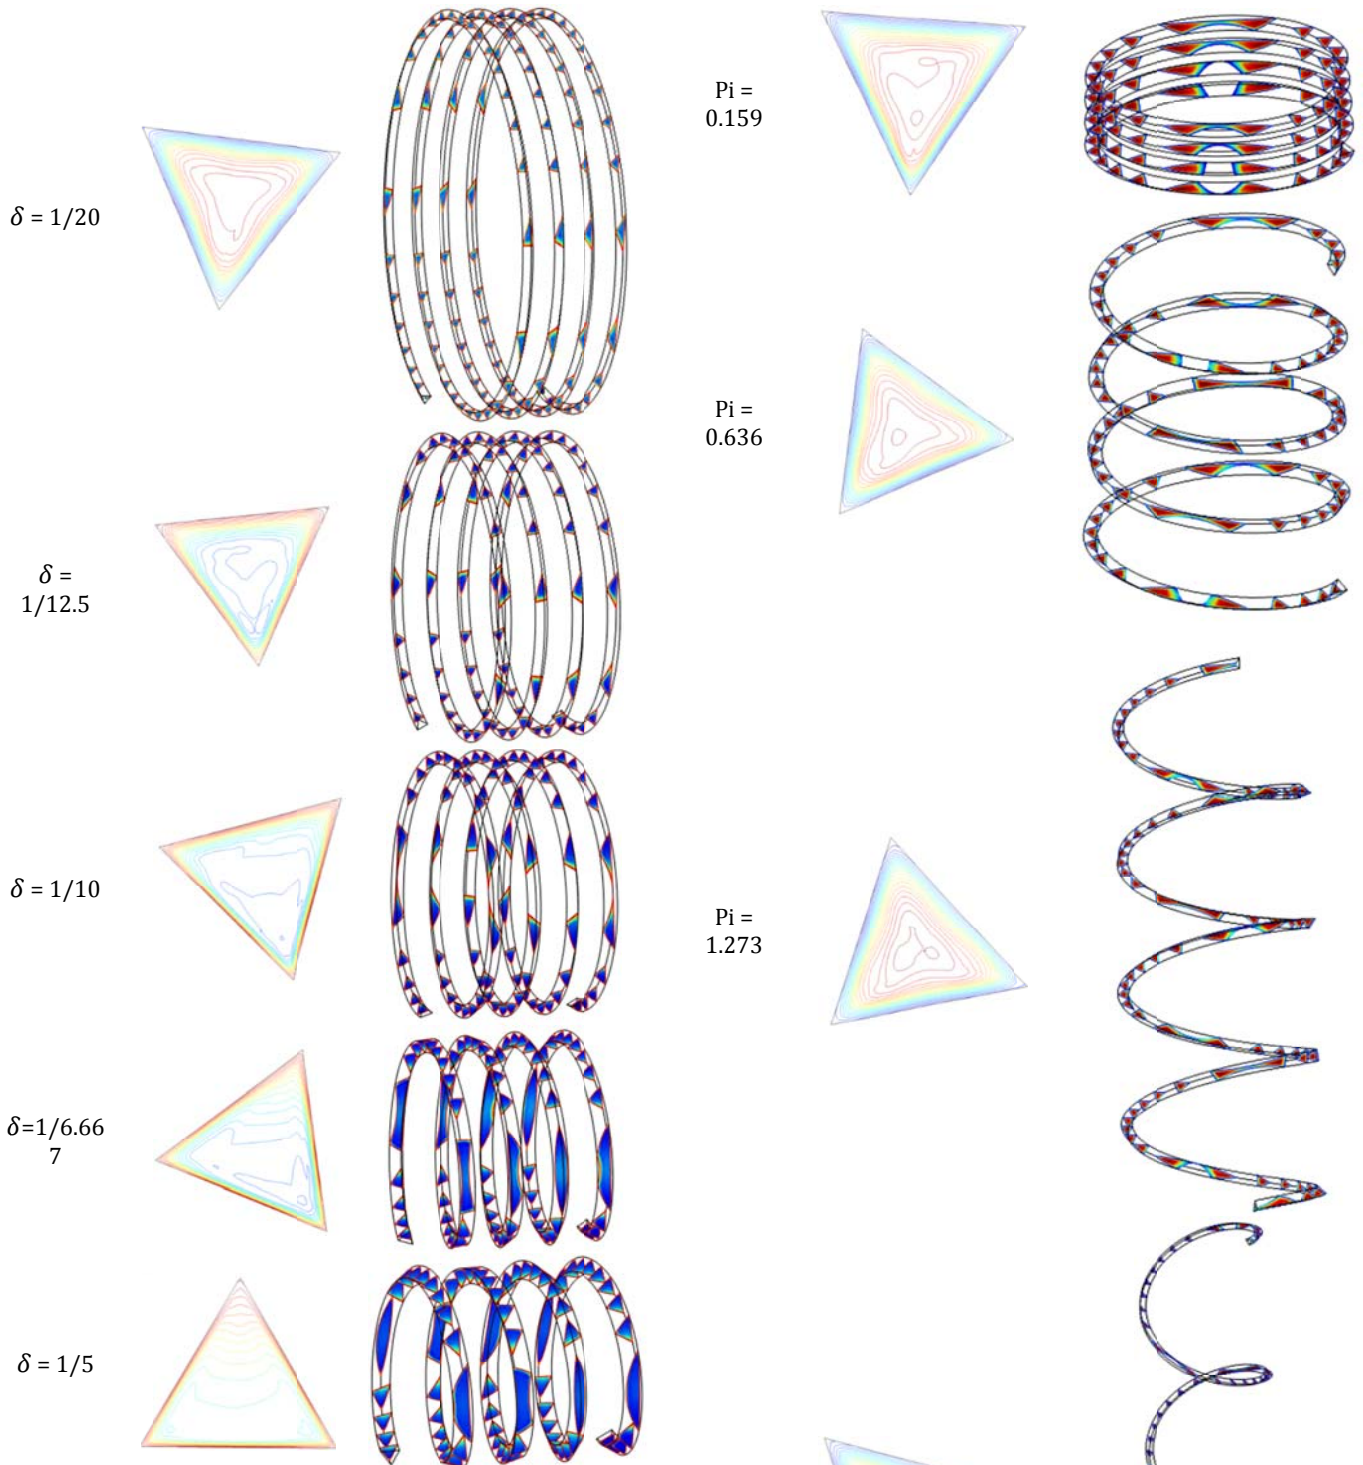 δ = 1/20
δ =
1/12.5
δ = 1/10
δ=1/6.66
7
δ = 1/5
Pi =
0.159
Pi =
0.636
Pi =
1.273